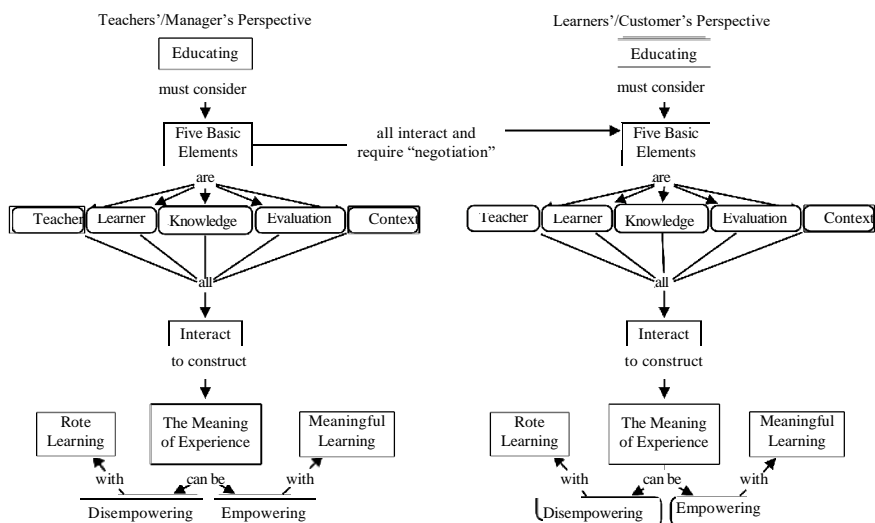 Teachers'/Manager's Perspective
Educating
must consider
Five Basic
Elements
are
Teacher
Learner
Knowledge
Evaluation
Context
all
Interact
to construct
Rote
Learning
The Meaning
of Experience
Meaningful
Learning
with
can be
with
Disempowering
Empowering
all interact and
require “negotiation”
Learners'/Customer's Perspective
Educating
must consider
Five Basic
Elements
are
Teacher
Learner
Knowledge
Evaluation
Context
all
Interact
to construct
Rote
Learning
The Meaning
of Experience
Meaningful
Learning
with
can be
with
Disempowering
Empowering